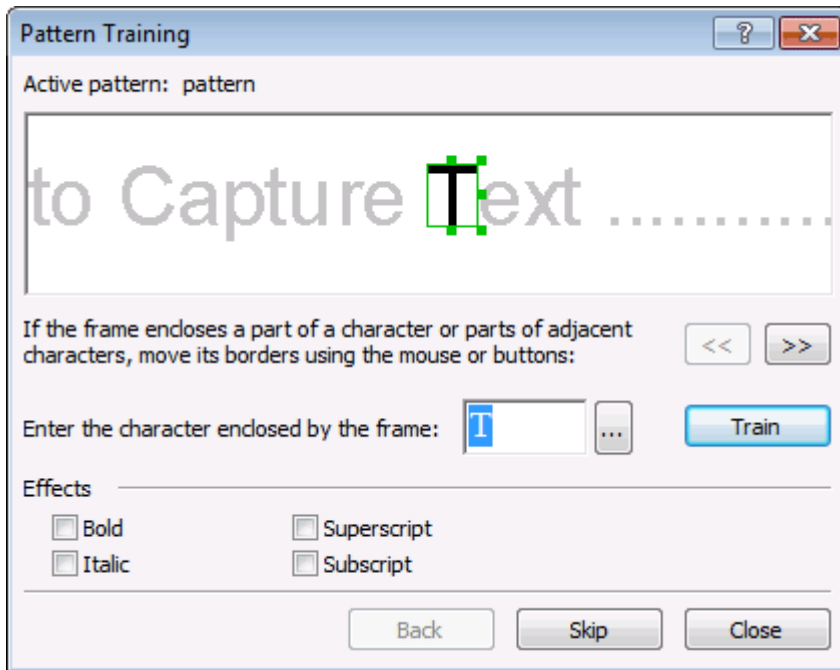 Pattern Training
Active pattern: pattern
to Capture Text ............
If the frame encloses a part of a character or parts of adjacent
characters, move its borders using the mouse or buttons:
<< >>
Enter the character enclosed by the frame: T ... Train
Effects
Bold Superscript
Italic Subscript
Back Skip Close